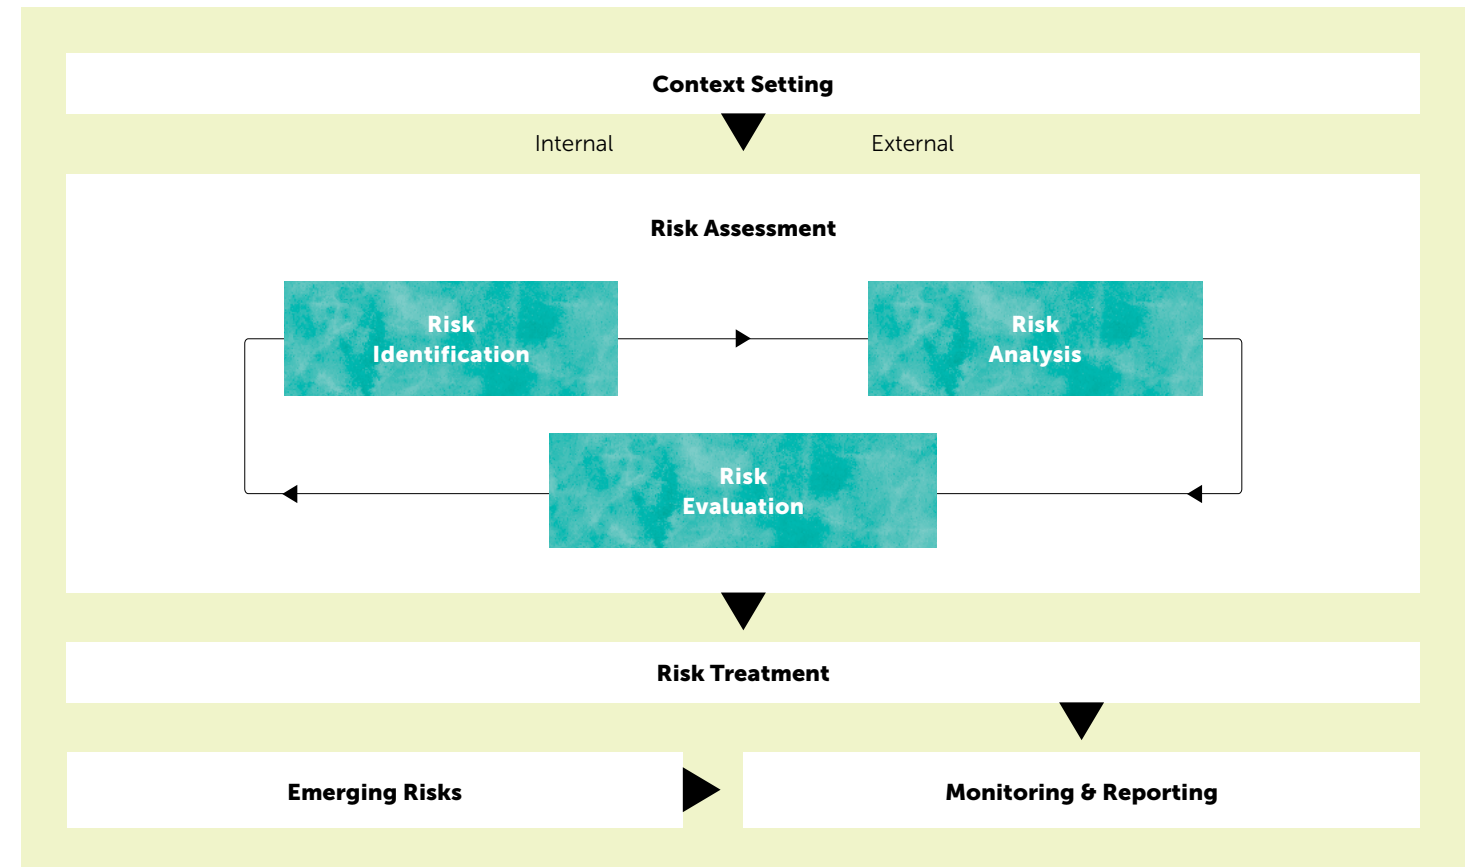 Context Setting
Internal
External
Risk Assessment
Risk
Identification
Risk
Analysis
Risk
Evaluation
Risk Treatment
Emerging Risks
Monitoring & Reporting